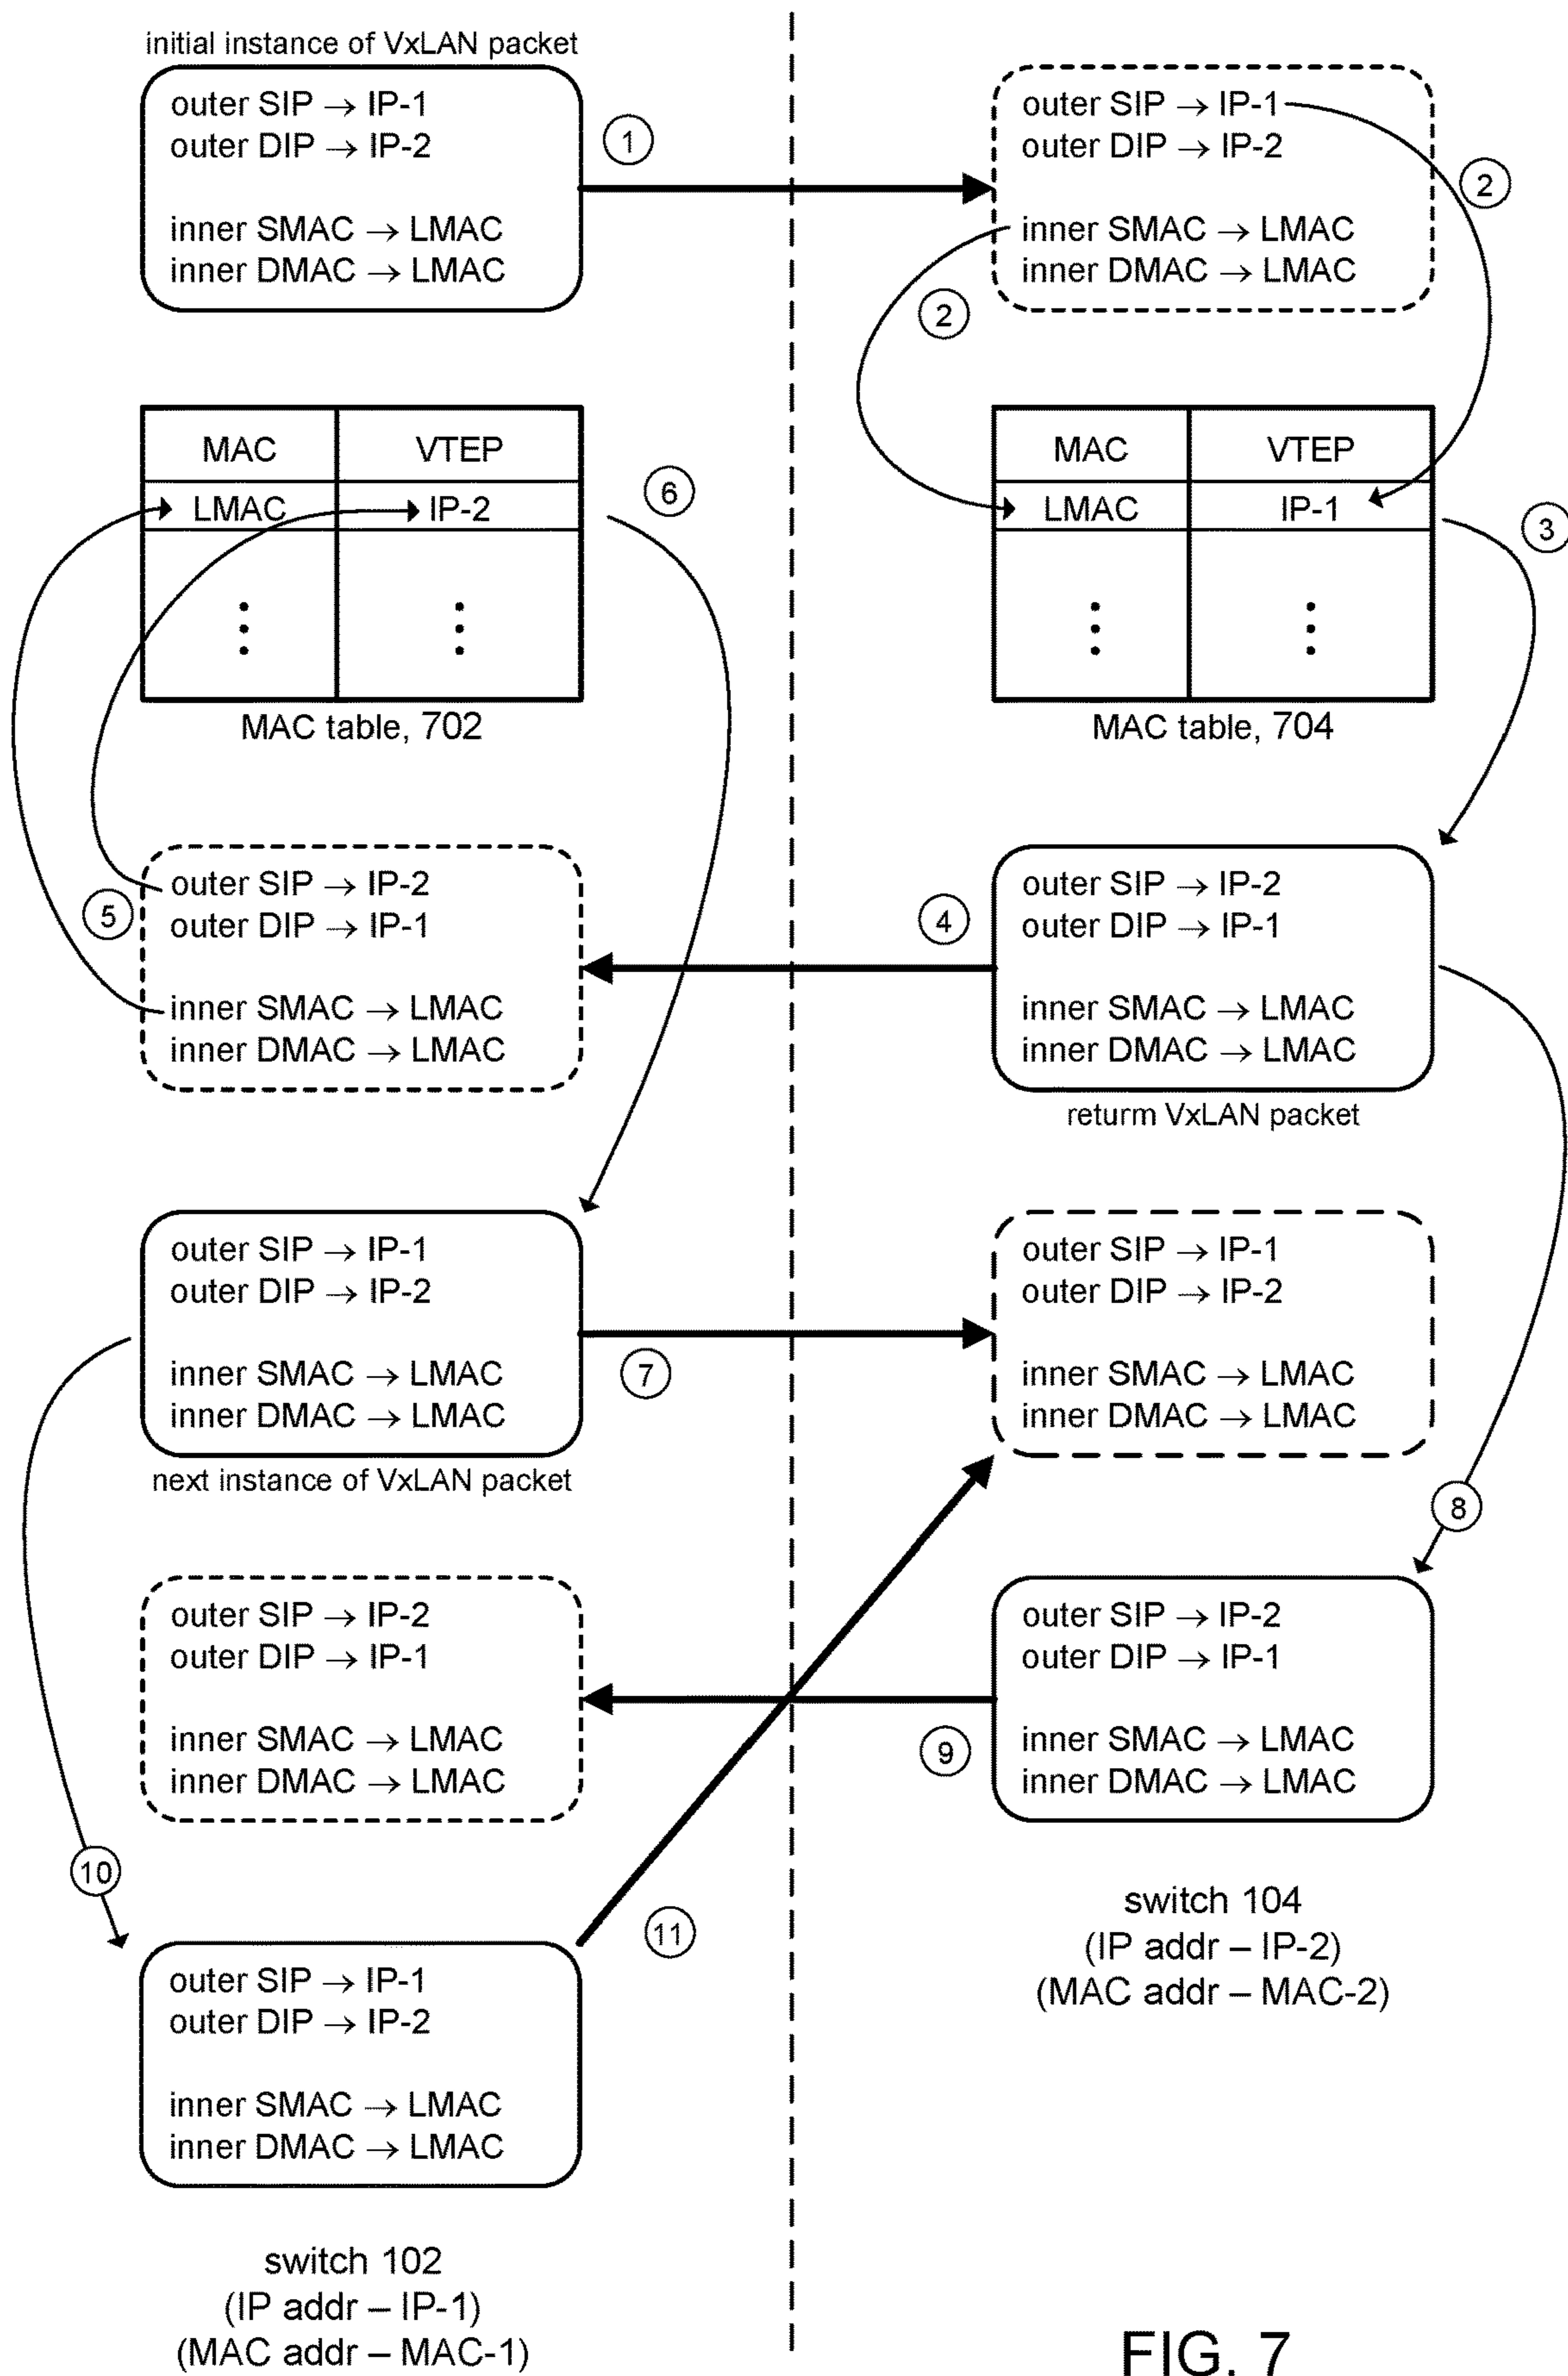 initial instance of VxLAN packet
outer SIP → IP-1
outer DIP → IP-2
inner SMAC → LMAC
inner DMAC → LMAC
1
outer SIP → IP-1
outer DIP → IP-2
inner SMAC → LMAC
inner DMAC → LMAC
2
2
MAC VTEP
LMAC IP-2
MAC table, 702
6
MAC VTEP
LMAC IP-1
MAC table, 704
3
5
outer SIP → IP-2
outer DIP → IP-1
inner SMAC → LMAC
inner DMAC → LMAC
4
outer SIP → IP-2
outer DIP → IP-1
inner SMAC → LMAC
inner DMAC → LMAC
returm VxLAN packet
outer SIP → IP-1
outer DIP → IP-2
inner SMAC → LMAC
inner DMAC → LMAC
next instance of VxLAN packet
7
outer SIP → IP-1
outer DIP → IP-2
inner SMAC → LMAC
inner DMAC → LMAC
8
outer SIP → IP-2
outer DIP → IP-1
inner SMAC → LMAC
inner DMAC → LMAC
9
outer SIP → IP-2
outer DIP → IP-1
inner SMAC → LMAC
inner DMAC → LMAC
10
11
outer SIP → IP-1
outer DIP → IP-2
inner SMAC → LMAC
inner DMAC → LMAC
switch 104
(IP addr – IP-2)
(MAC addr – MAC-2)
switch 102
(IP addr – IP-1)
(MAC addr – MAC-1)
FIG. 7